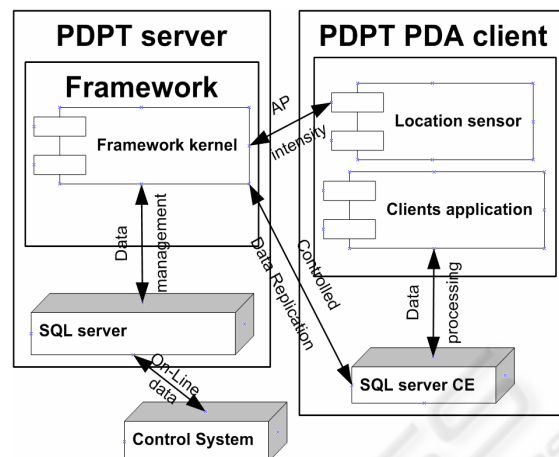 PDPT server
PDPT PDA client
Framework
Framework kernel
AP
intensity
Location sensor
Clients application
Data
management
Controlled
Data Replication
Data
processing
SQL server
On-Line
data
SQL server CE
Control System